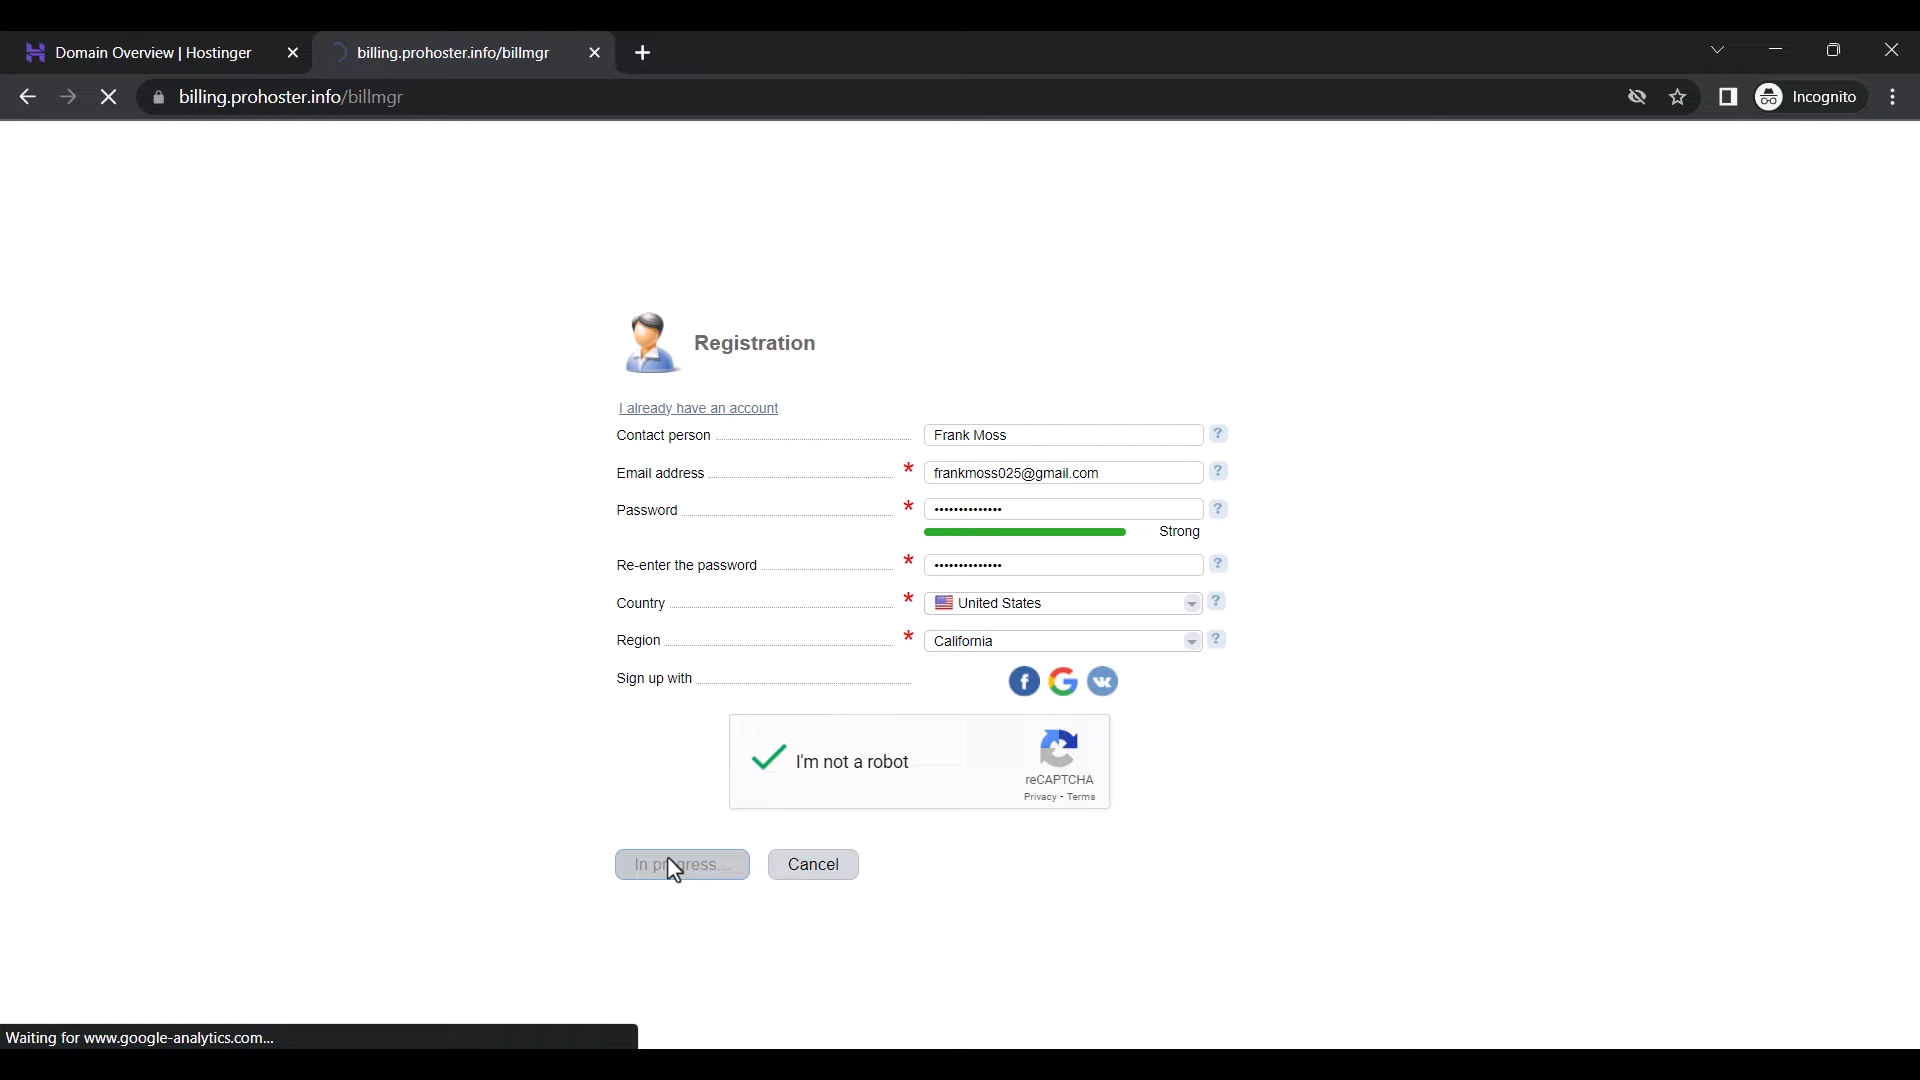 Domain Overview | Hostinger
billing.prohoster.info/billmgr
billing.prohoster.info/billmgr
Incognito
Registration
I already have an account
Contact person
Frank Moss
?
Email address
*
frankmoss025@gmail.com
?
Password
*
••••••••••••••
?
Strong
Re-enter the password
*
••••••••••••••
?
Country
*
United States
?
Region
*
California
?
Sign up with
f
G
I'm not a robot
reCAPTCHA
Privacy - Terms
In progress...
Cancel
Waiting for www.google-analytics.com...